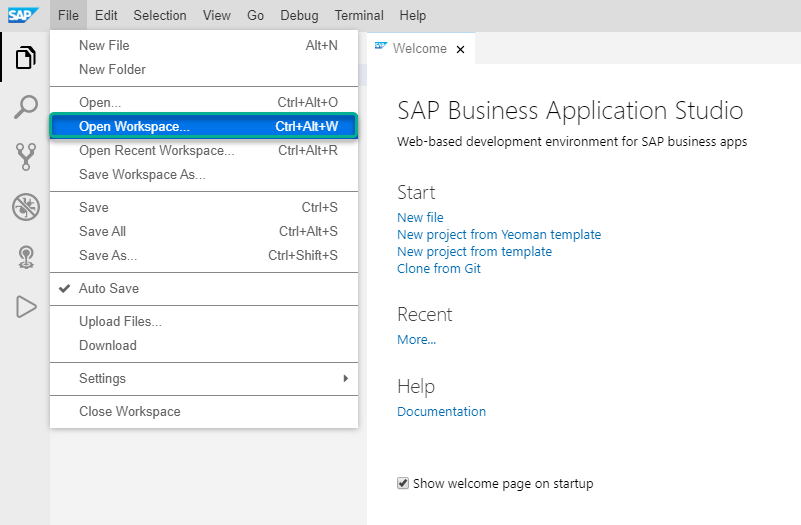 SAP File Edit Selection View Go Debug Terminal Help
New File Alt+N
New Folder
Open... Ctrl+Alt+O
Open Workspace... Ctrl+Alt+W
Open Recent Workspace... Ctrl+Alt+R
Save Workspace As...
Save Ctrl+S
Save All Ctrl+Alt+S
Save As... Ctrl+Shift+S
Auto Save
Upload Files...
Download
Settings
Close Workspace
SAP Welcome
SAP Business Application Studio
Web-based development environment for SAP business apps
Start
New file
New project from Yeoman template
New project from template
Clone from Git
Recent
More...
Help
Documentation
Show welcome page on startup